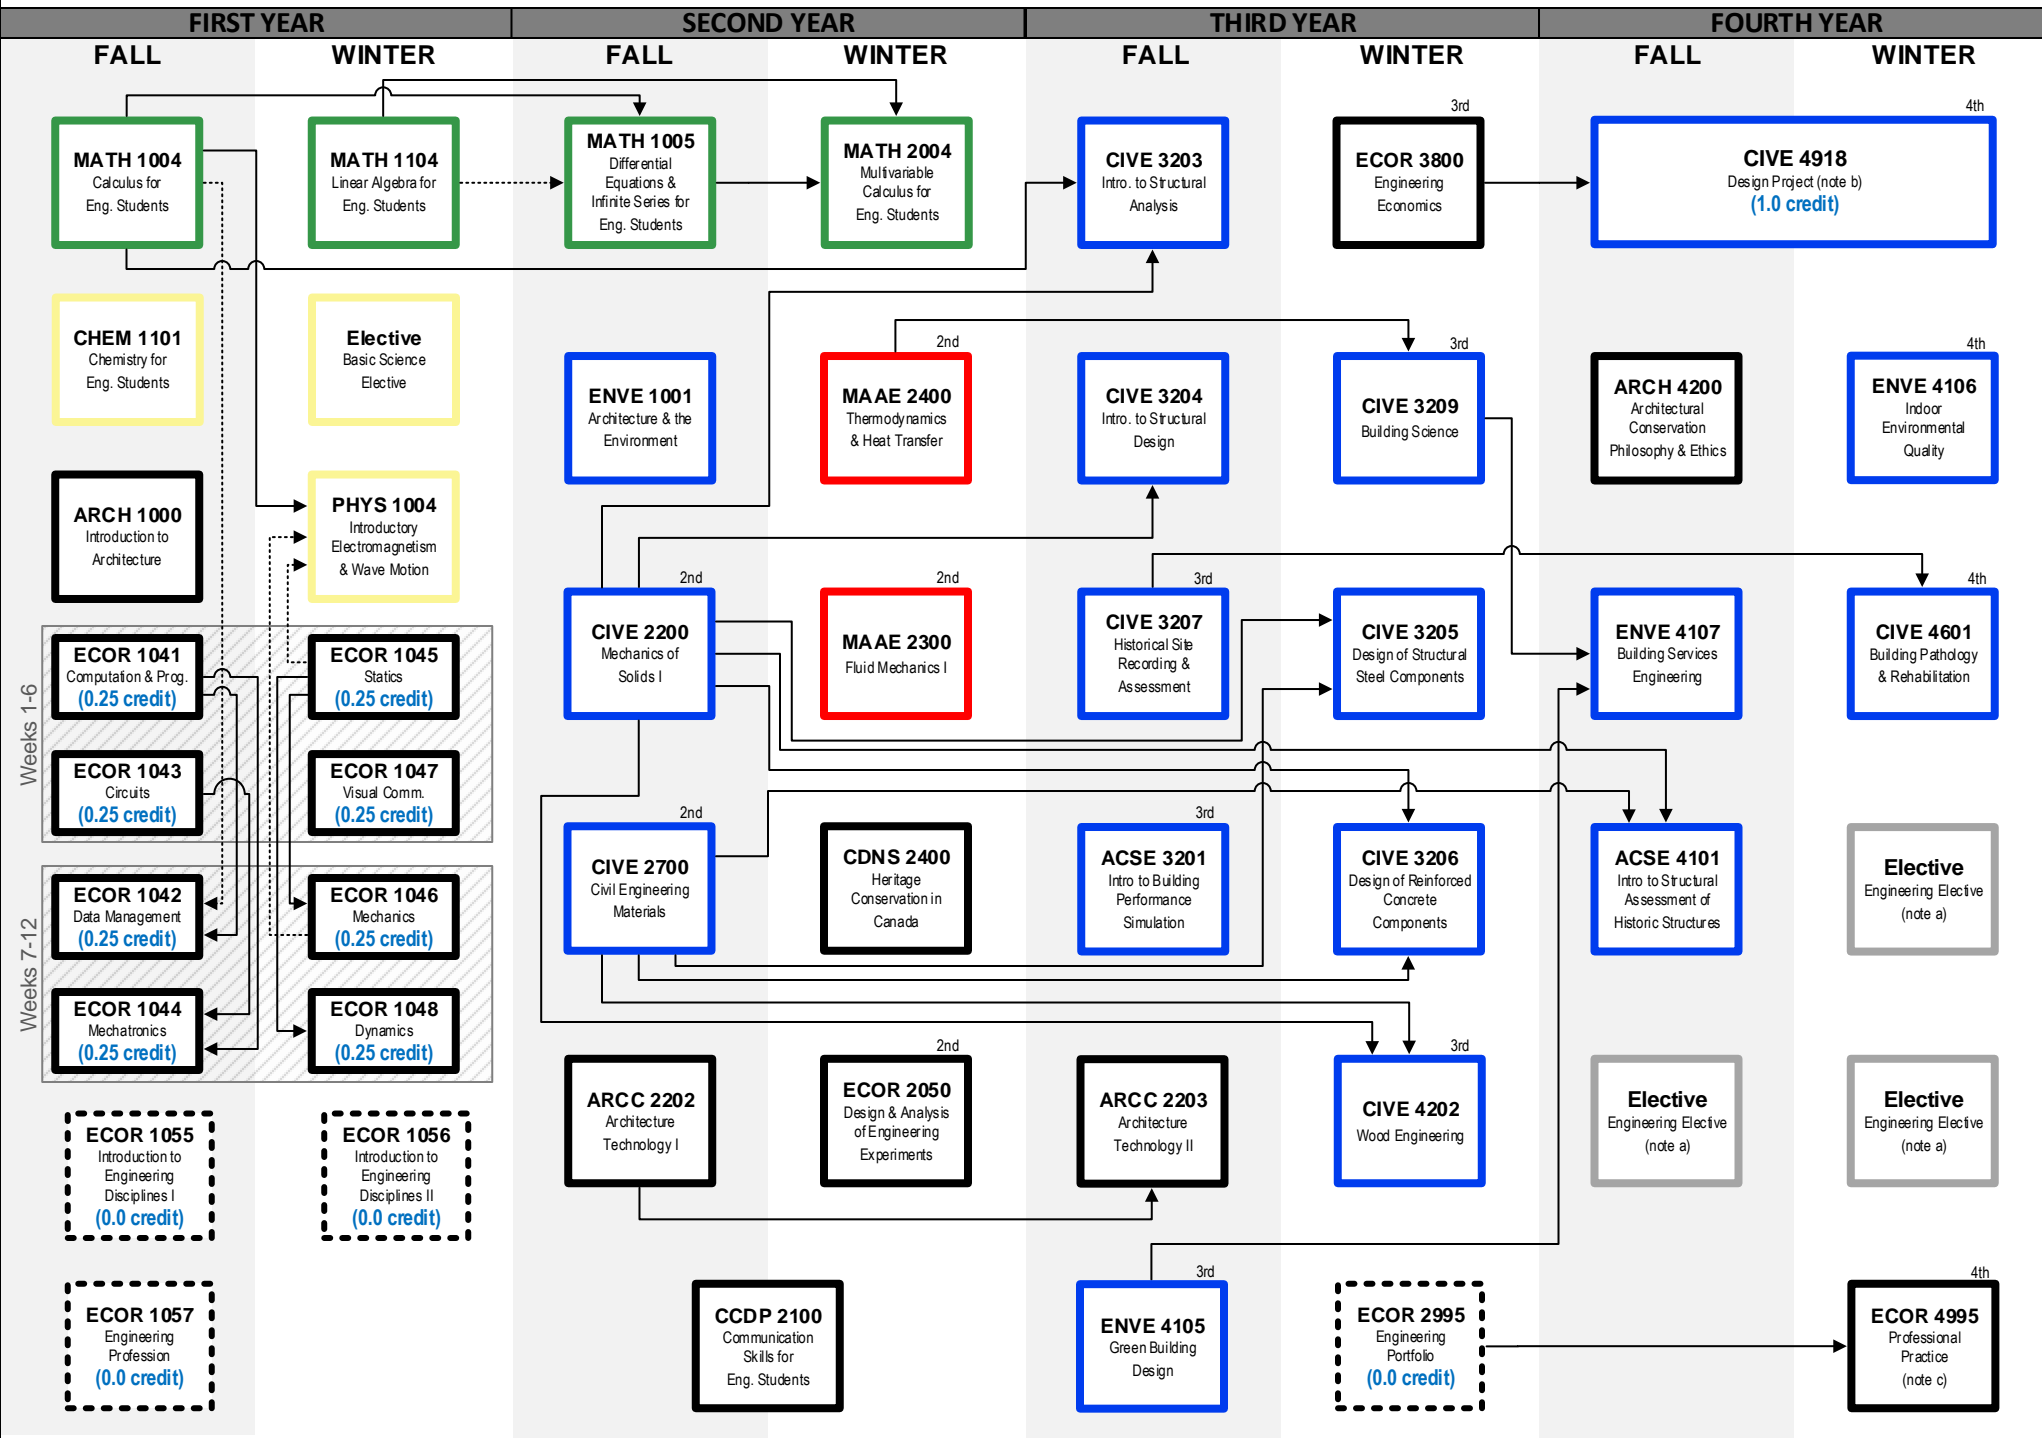 FIRST YEAR
SECOND YEAR
THIRD YEAR
FOURTH YEAR
FALL
WINTER
FALL
WINTER
FALL
WINTER
FALL
WINTER
MATH 1004
Calculus for
Eng. Students
MATH 1104
Linear Algebra for
Eng. Students
MATH 1005
Differential
Equations &
Infinite Series for
Eng. Students
MATH 2004
Multivariable
Calculus for
Eng. Students
CIVE 3203
Intro. to Structural
Analysis
3rd
ECOR 3800
Engineering
Economics
4th
CIVE 4918
Design Project (note b)
(1.0 credit)
CHEM 1101
Chemistry for
Eng. Students
Elective
Basic Science
Elective
ENVE 1001
Architecture & the
Environment
2nd
MAAE 2400
Thermodynamics
& Heat Transfer
CIVE 3204
Intro. to Structural
Design
3rd
CIVE 3209
Building Science
ARCH 4200
Architectural
Conservation
Philosophy & Ethics
4th
ENVE 4106
Indoor
Environmental
Quality
ARCH 1000
Introduction to
Architecture
PHYS 1004
Introductory
Electromagnetism
& Wave Motion
2nd
CIVE 2200
Mechanics of
Solids I
2nd
MAAE 2300
Fluid Mechanics I
3rd
CIVE 3207
Historical Site
Recording &
Assessment
CIVE 3205
Design of Structural
Steel Components
ENVE 4107
Building Services
Engineering
4th
CIVE 4601
Building Pathology
& Rehabilitation
Weeks 1-6
ECOR 1041
Computation & Prog.
(0.25 credit)
ECOR 1045
Statics
(0.25 credit)
ECOR 1043
Circuits
(0.25 credit)
ECOR 1047
Visual Comm.
(0.25 credit)
2nd
CIVE 2700
Civil Engineering
Materials
CDNS 2400
Heritage
Conservation in
Canada
3rd
ACSE 3201
Intro to Building
Performance
Simulation
CIVE 3206
Design of Reinforced
Concrete
Components
ACSE 4101
Intro to Structural
Assessment of
Historic Structures
Elective
Engineering Elective
(note a)
Weeks 7-12
ECOR 1042
Data Management
(0.25 credit)
ECOR 1046
Mechanics
(0.25 credit)
ECOR 1044
Mechatronics
(0.25 credit)
ECOR 1048
Dynamics
(0.25 credit)
ARCC 2202
Architecture
Technology I
2nd
ECOR 2050
Design & Analysis
of Engineering
Experiments
ARCC 2203
Architecture
Technology II
3rd
CIVE 4202
Wood Engineering
Elective
Engineering Elective
(note a)
Elective
Engineering Elective
(note a)
ECOR 1055
Introduction to
Engineering
Disciplines I
(0.0 credit)
ECOR 1056
Introduction to
Engineering
Disciplines II
(0.0 credit)
ECOR 1057
Engineering
Profession
(0.0 credit)
CCDP 2100
Communication
Skills for
Eng. Students
3rd
ENVE 4105
Green Building
Design
ECOR 2995
Engineering
Portfolio
(0.0 credit)
4th
ECOR 4995
Professional
Practice
(note c)